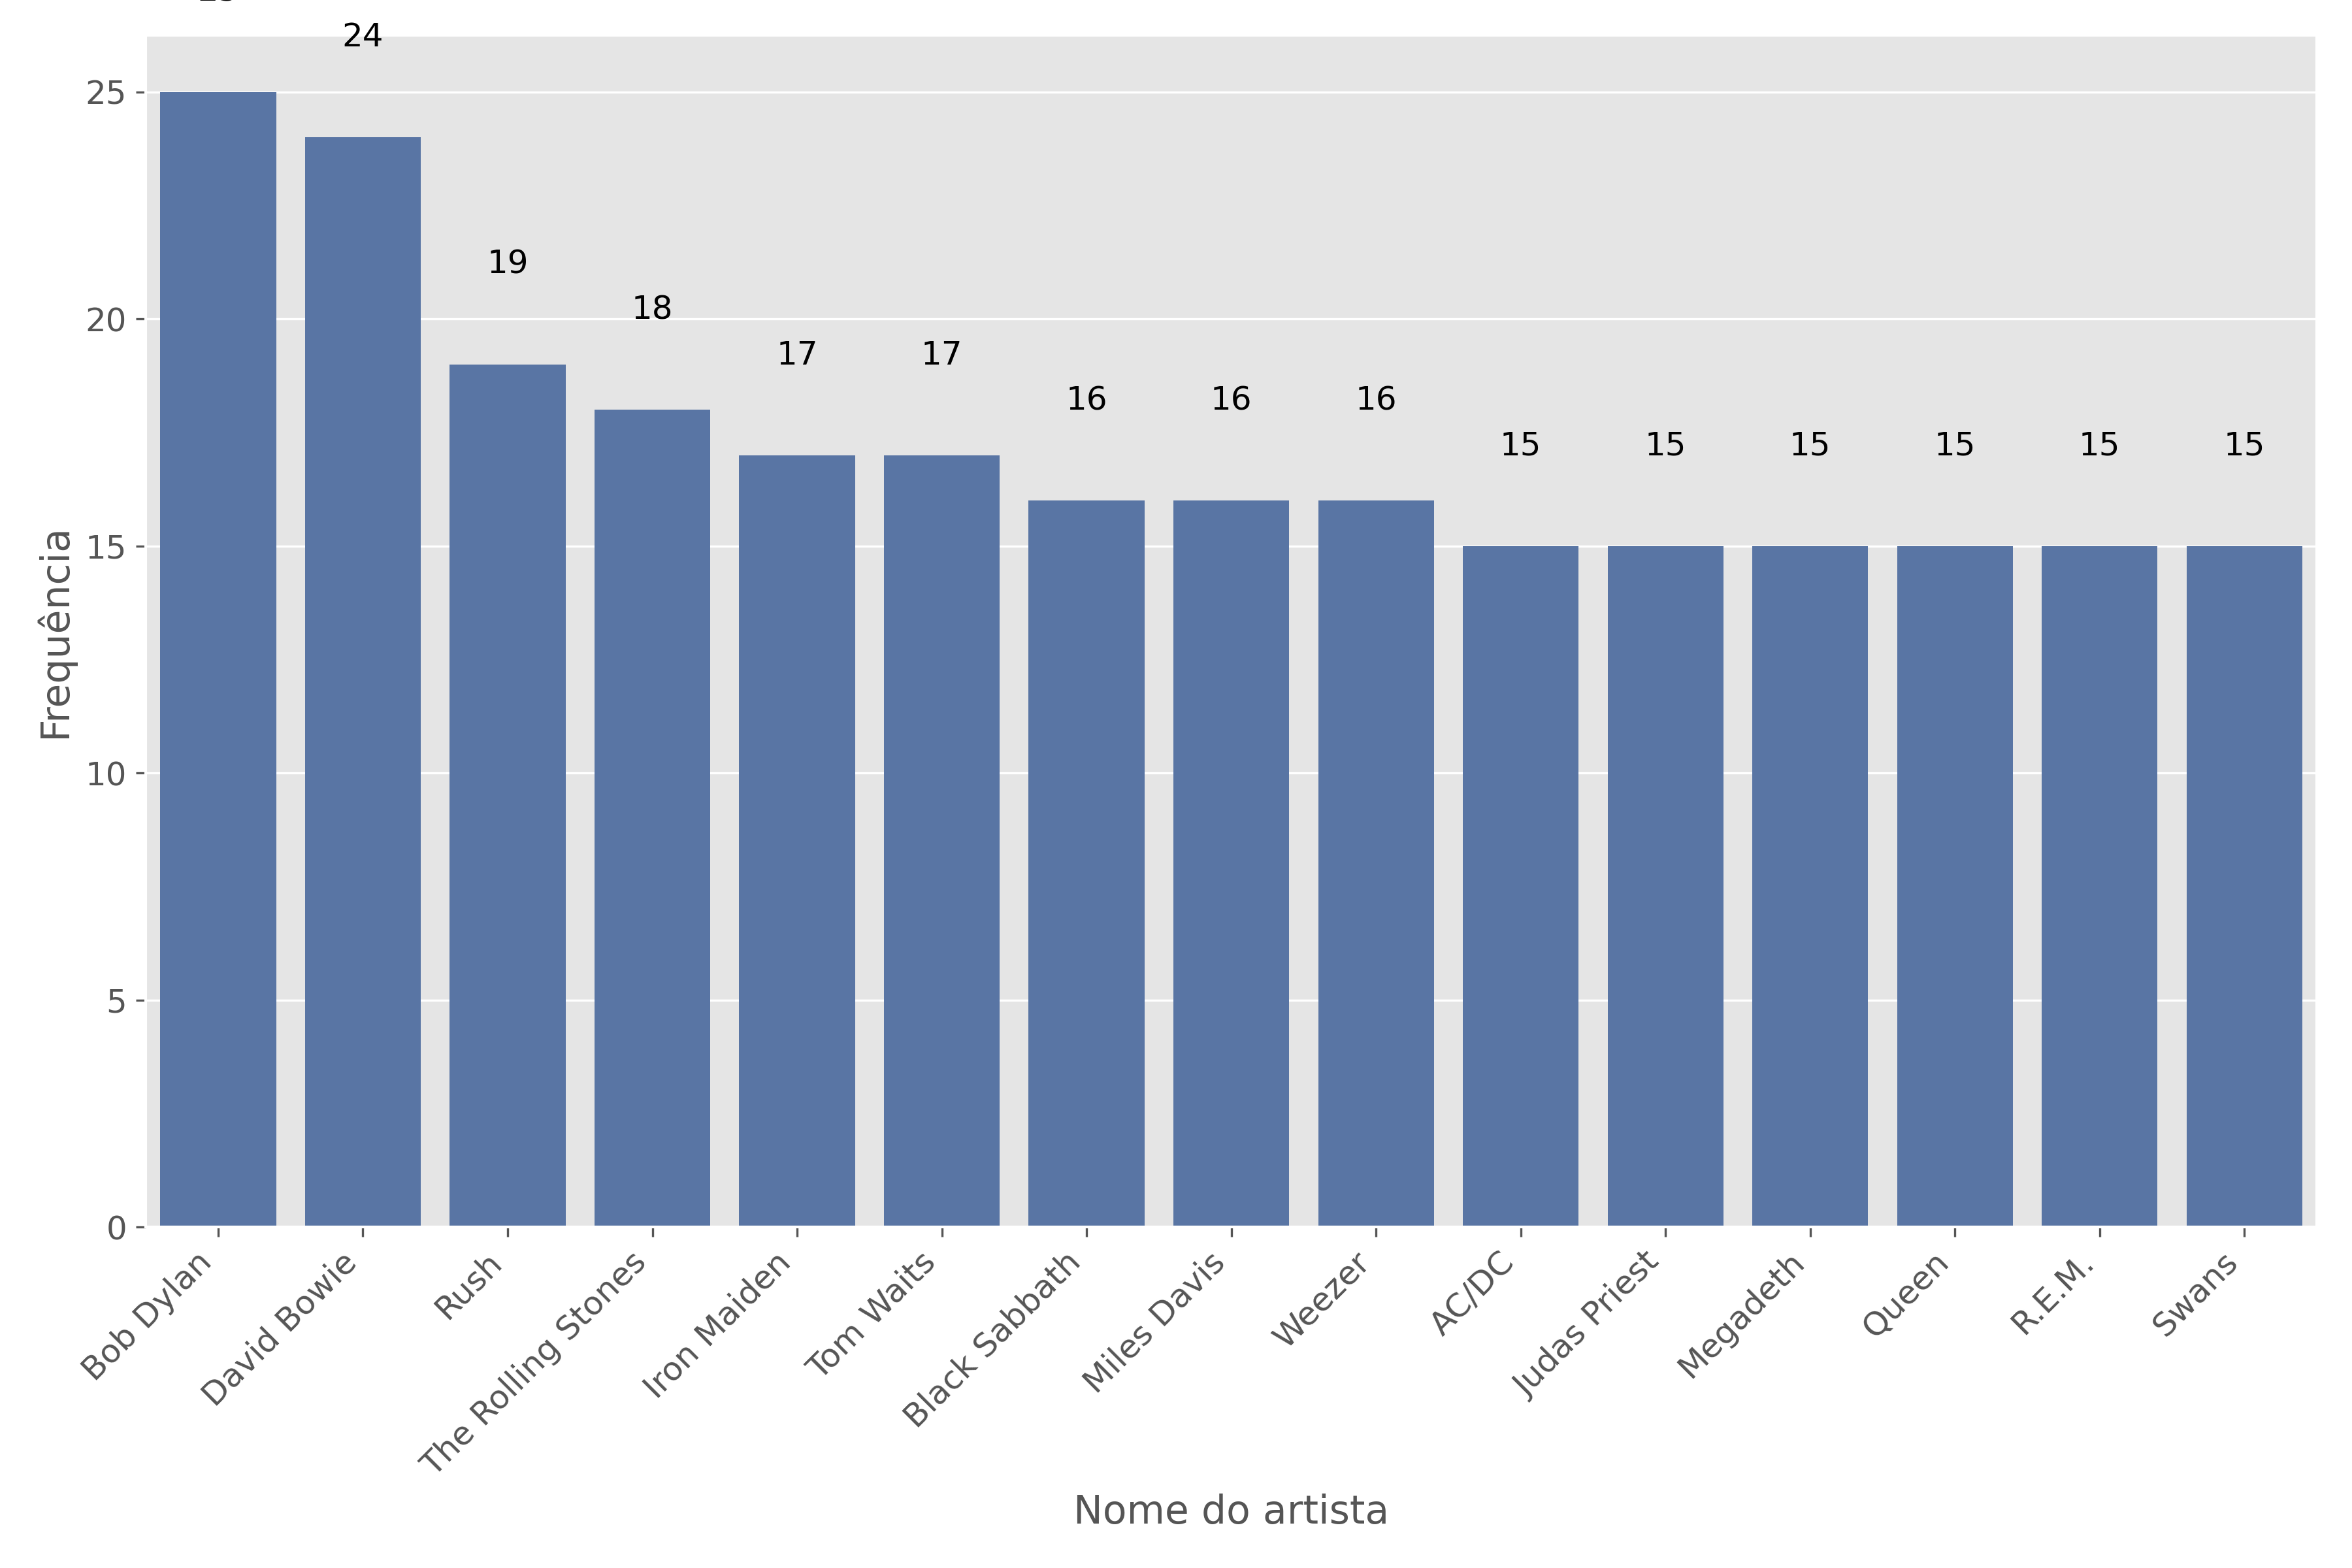 24
25
19
18
20
17
17
16
16
16
15
15
15
15
15
15
15
10
5
0
Frequência
Bob Dylan
David Bowie
Rush
The Rolling Stones
Iron Maiden
Tom Waits
Black Sabbath
Miles Davis
Weezer
AC/DC
Judas Priest
Megadeth
Queen
R.E.M.
Swans
Nome do artista